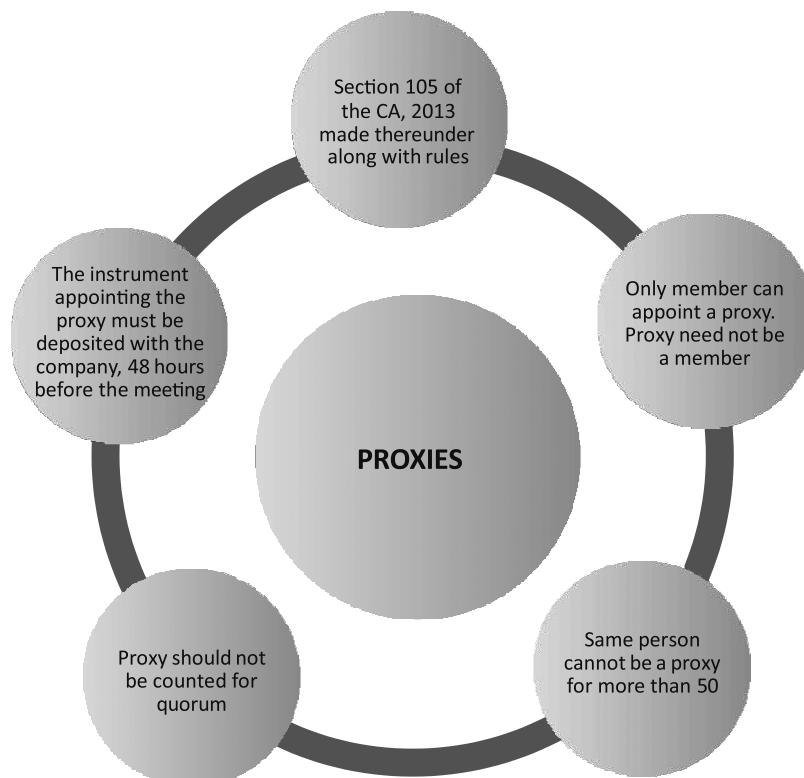 Section 105 of
the CA, 2013
made thereunder
along with rules
Only member can
appoint a proxy.
Proxy need not be
a member
Same person
cannot be a proxy
for more than 50
Proxy should not
be counted for
quorum
The instrument
appointing the
proxy must be
deposited with the
company, 48 hours
before the meeting
PROXIES